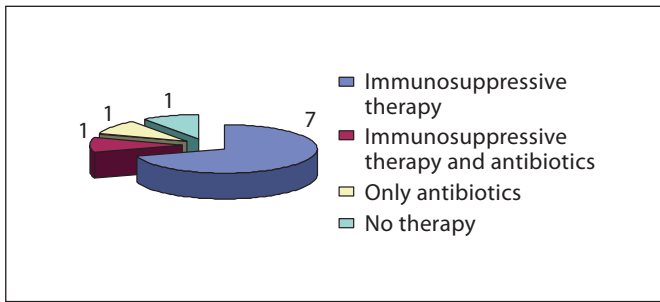 1
1
1
7
Immunosuppressive
therapy
Immunosuppressive
therapy and antibiotics
Only antibiotics
No therapy